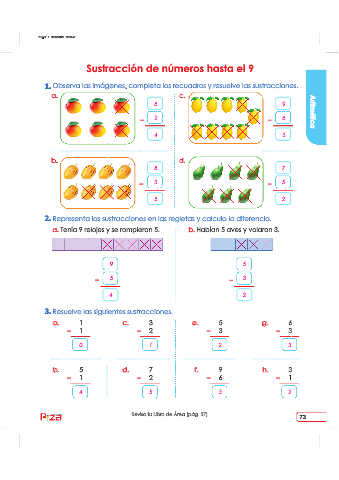 Sustracción de números hasta el 9
1. Observa las imágenes, completa los recuadros y resuelve las sustracciones.
a.
6
– 2
4
c.
9
– 6
3
Aritmética
b.
8
– 3
5
d.
7
– 5
2
2. Representa las sustracciones en las regletas y calcula la diferencia.
a. Tenía 9 relojes y se rompieron 5.
b. Habían 5 aves y volaron 3.
9
– 5
4
5
– 3
2
3. Resuelve las siguientes sustracciones.
a. 1
– 1
0
c. 3
– 2
1
e. 5
– 3
2
g. 6
– 3
3
b. 5
– 1
4
d. 7
– 2
5
f. 9
– 6
3
h. 3
– 1
2
Revisa la Libro de Área (pág. 57)
73